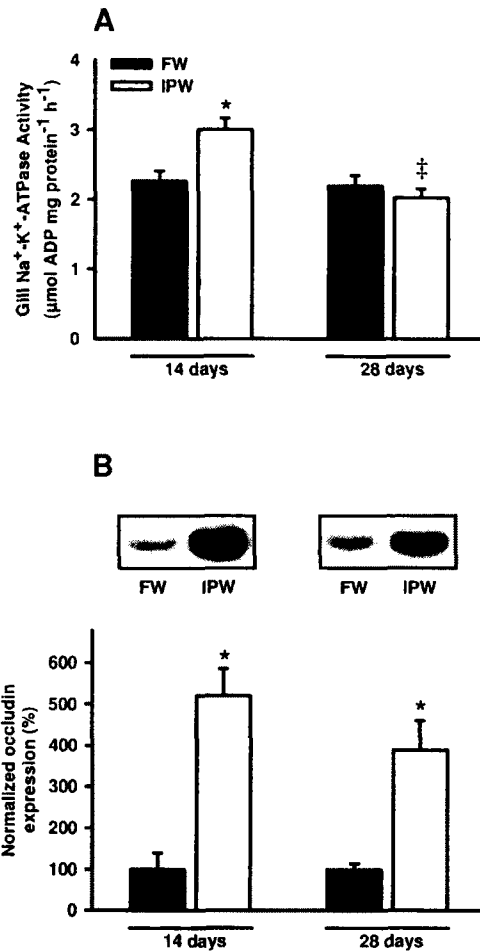 A
FW
IPW
Gill Na⁺-K⁺-ATPase Activity
(µmol ADP mg protein⁻¹ h⁻¹)
4
3
2
1
0
*
‡
14 days
28 days
B
FW
IPW
FW
IPW
Normalized occludin
expression (%)
600
500
400
300
200
100
0
*
*
14 days
28 days